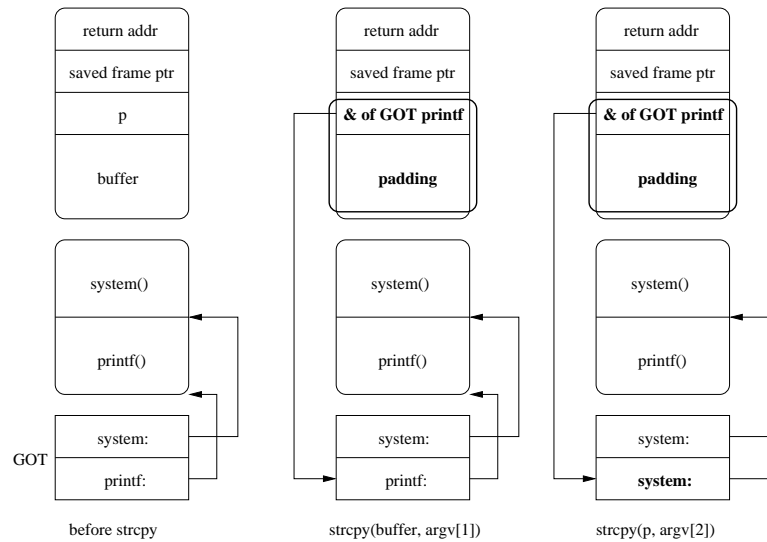 return addr
saved frame ptr
p
buffer
system()
printf()
GOT
system:
printf:
before strcpy
return addr
saved frame ptr
& of GOT printf
padding
system()
printf()
system:
printf:
strcpy(buffer, argv[1])
return addr
saved frame ptr
& of GOT printf
padding
system()
printf()
system:
system:
strcpy(p, argv[2])